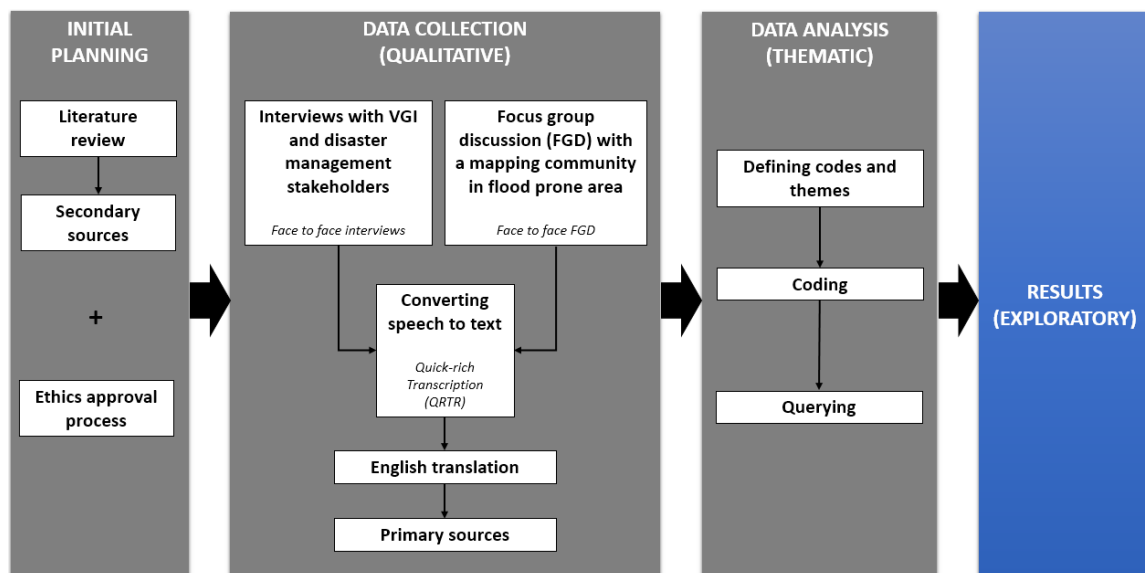 INITIAL
PLANNING
Literature
review
Secondary
sources
+
Ethics approval
process
DATA COLLECTION
(QUALITATIVE)
Interviews with VGI
and disaster
management
stakeholders
Face to face interviews
Focus group
discussion (FGD) with
a mapping community
in flood prone area
Face to face FGD
Converting
speech to text
Quick-rich
Transcription
(QRTR)
English translation
Primary sources
DATA ANALYSIS
(THEMATIC)
Defining codes and
themes
Coding
Querying
RESULTS
(EXPLORATORY)